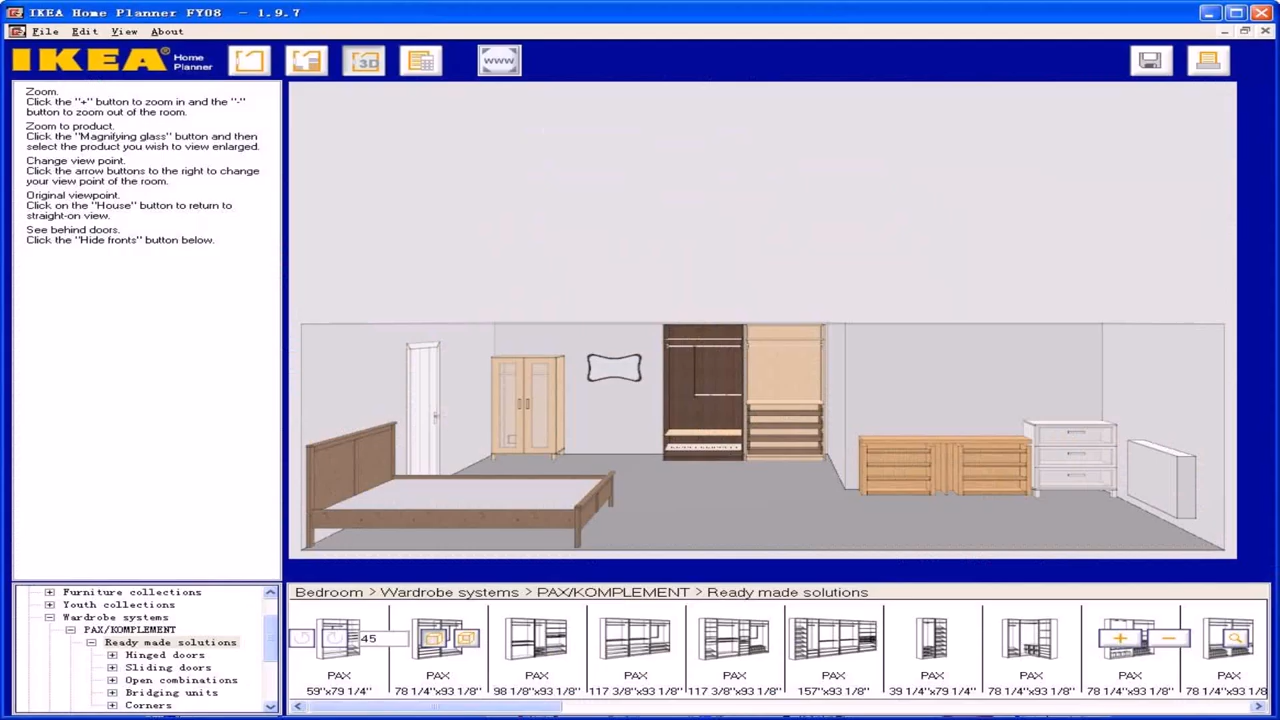 IKEA Home Planner FY08 - 1.9.7
File Edit View About
IKEA® Home Planner
3D
WWW
Zoom.
Click the "+" button to zoom in and the "-"
button to zoom out of the room.
Zoom to product.
Click the "Magnifying glass" button and then
select the product you wish to view enlarged.
Change view point.
Click the arrow buttons to the right to change
your view point of the room.
Original viewpoint.
Click on the "House" button to return to
straight-on view.
See behind doors.
Click the "Hide fronts" button below.
Furniture collections
Youth collections
Wardrobe systems
PAX/KOMPLEMENT
Ready made solutions
Hinged doors
Sliding doors
Open combinations
Bridging units
Corners
Bedroom > Wardrobe systems > PAX/KOMPLEMENT > Ready made solutions
45
PAX PAX PAX PAX PAX PAX PAX PAX PAX PAX
59"x79 1/4" 78 1/4"x93 1/8" 98 1/8"x93 1/8" 117 3/8"x93 1/8" 117 3/8"x93 1/8" 157"x93 1/8" 39 1/4"x79 1/4" 78 1/4"x93 1/8" 78 1/4"x93 1/8" 78 1/4"x93 1/8